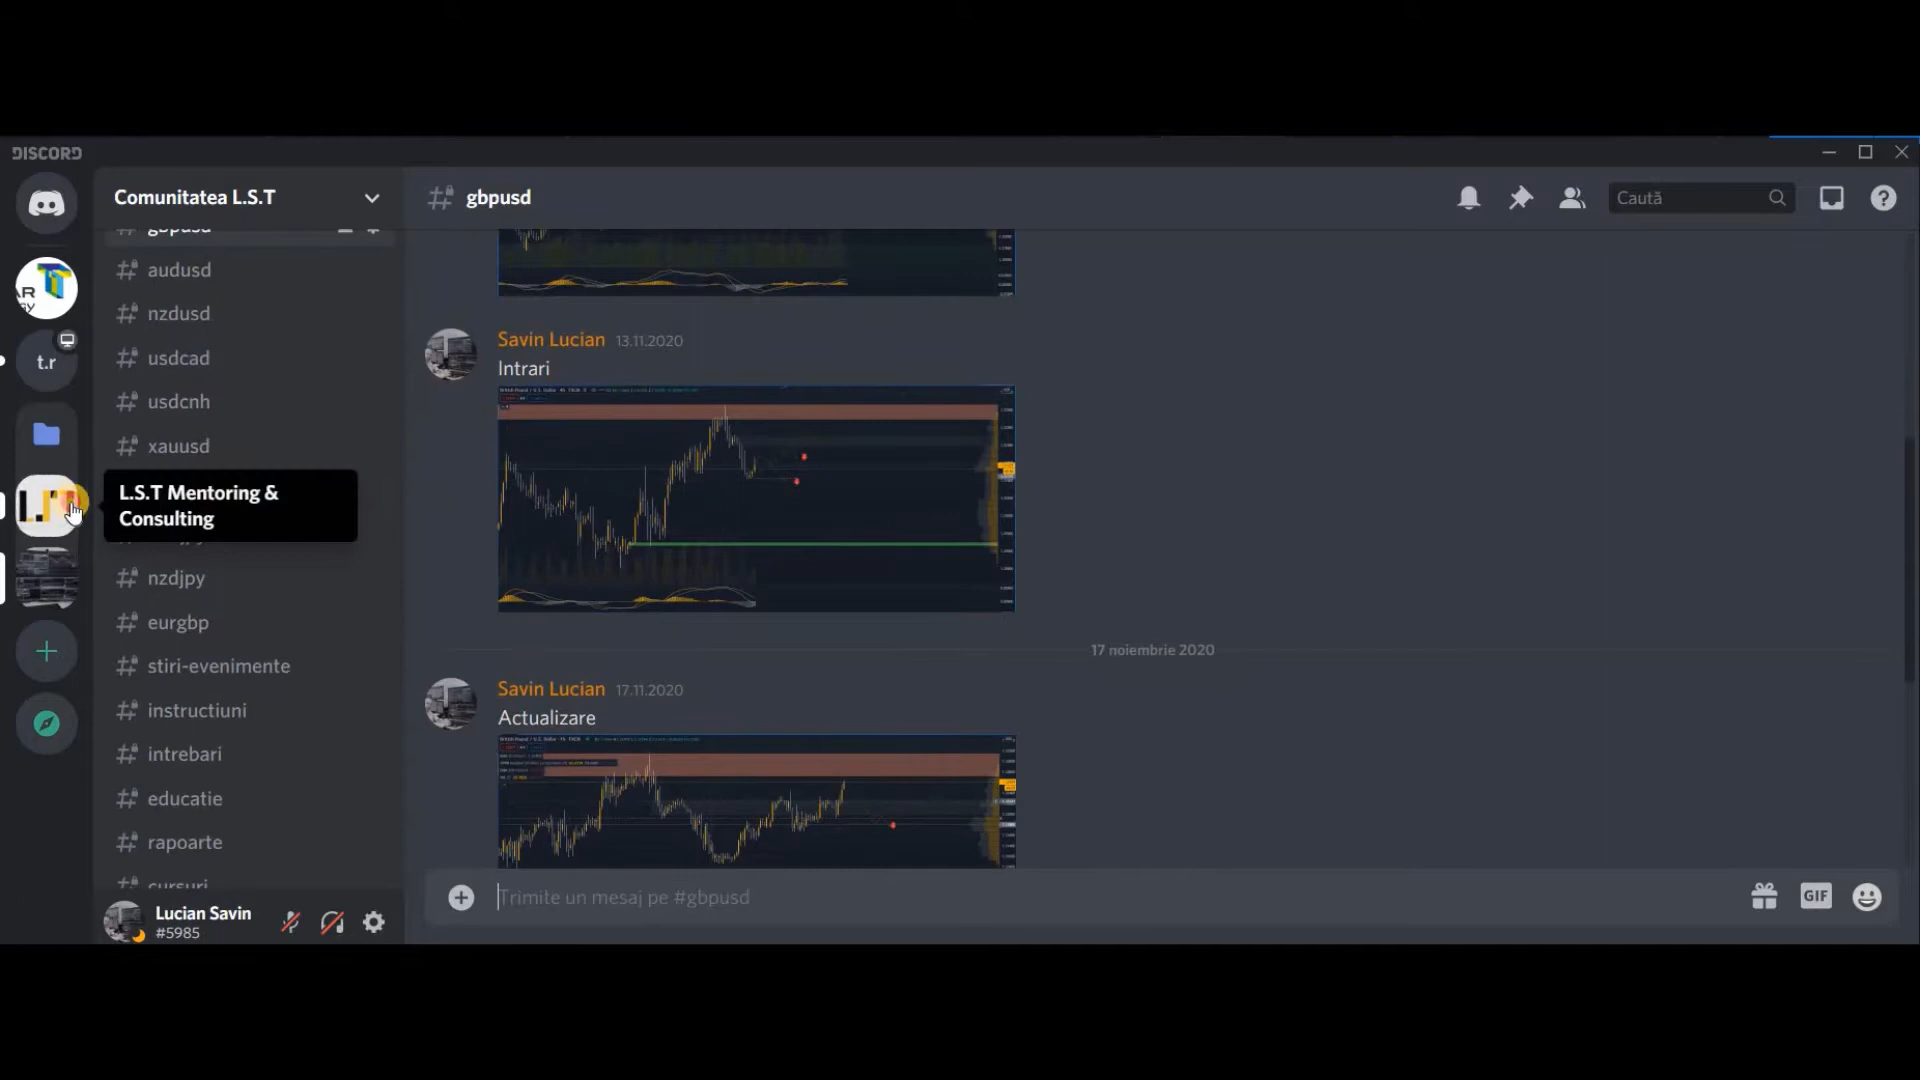 DISCORD
Comunitatea L.S.T
gbpusd
Caută
gbpusd
audusd
nzdusd
usdcad
usdcnh
xauusd
t.r
L.S.T Mentoring &
Consulting
nzdjpy
eurgbp
stiri-evenimente
instructiuni
intrebari
educatie
rapoarte
cursuri
Lucian Savin
#5985
Savin Lucian 13.11.2020
Intrari
17 noiembrie 2020
Savin Lucian 17.11.2020
Actualizare
Trimite un mesaj pe #gbpusd
GIF